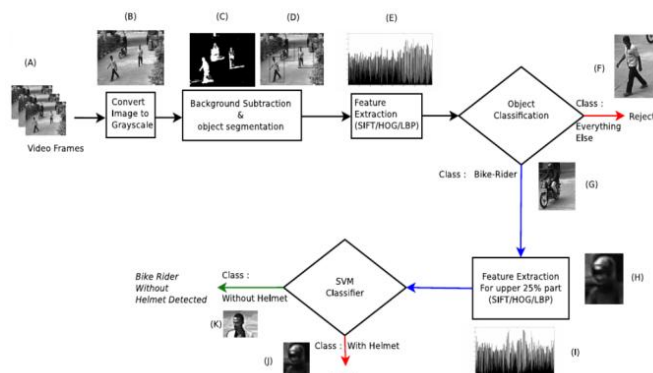 (A)
Video Frames
(B)
Convert
Image to
Grayscale
(C)
(D)
Background Subtraction
&
object segmentation
(E)
Feature
Extraction
(SIFT/HOG/LBP)
Object
Classification
Class :
Everything
Else
(F)
Reject
Class : Bike-Rider
(G)
Feature Extraction
For upper 25% part
(SIFT/HOG/LBP)
(H)
(I)
SVM
Classifier
Class :
Without Helmet
Bike Rider
Without
Helmet Detected
(K)
(J)
Class : With Helmet